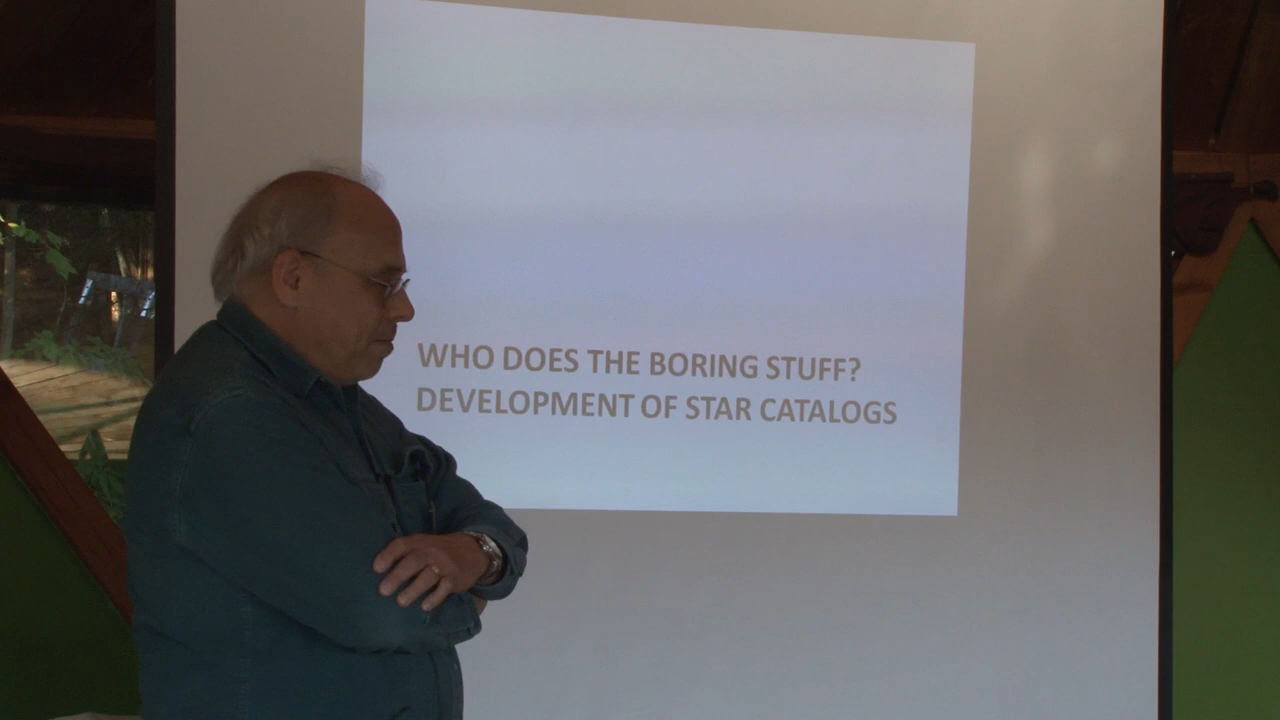 WHO DOES THE BORING STUFF?
DEVELOPMENT OF STAR CATALOGS